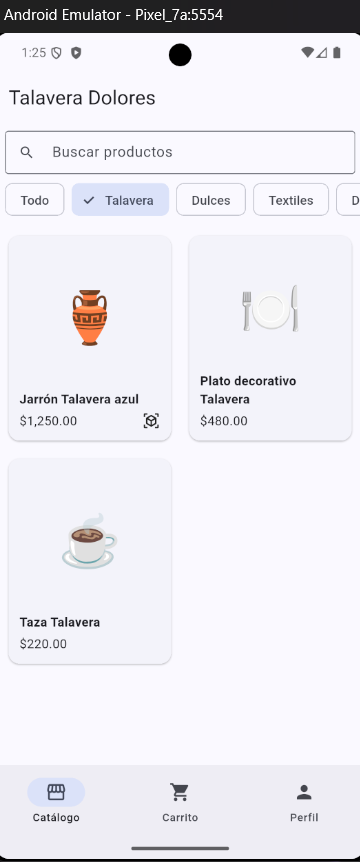 Android Emulator - Pixel_7a:5554
1:25
Talavera Dolores
Buscar productos
Todo
Talavera
Dulces
Textiles
D
Jarrón Talavera azul
$1,250.00
Plato decorativo
Talavera
$480.00
Taza Talavera
$220.00
Catálogo
Carrito
Perfil